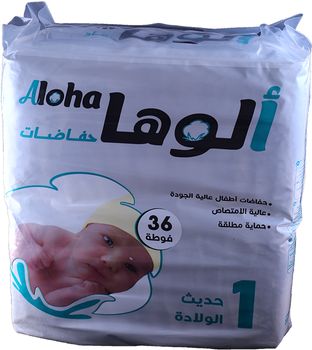 Aloha
ألوها
حفاضات
• حفاضات أطفال عالية الجودة
• عالية الامتصاص
• حماية مطلقة
36
فوطة
1
حديث
الولادة